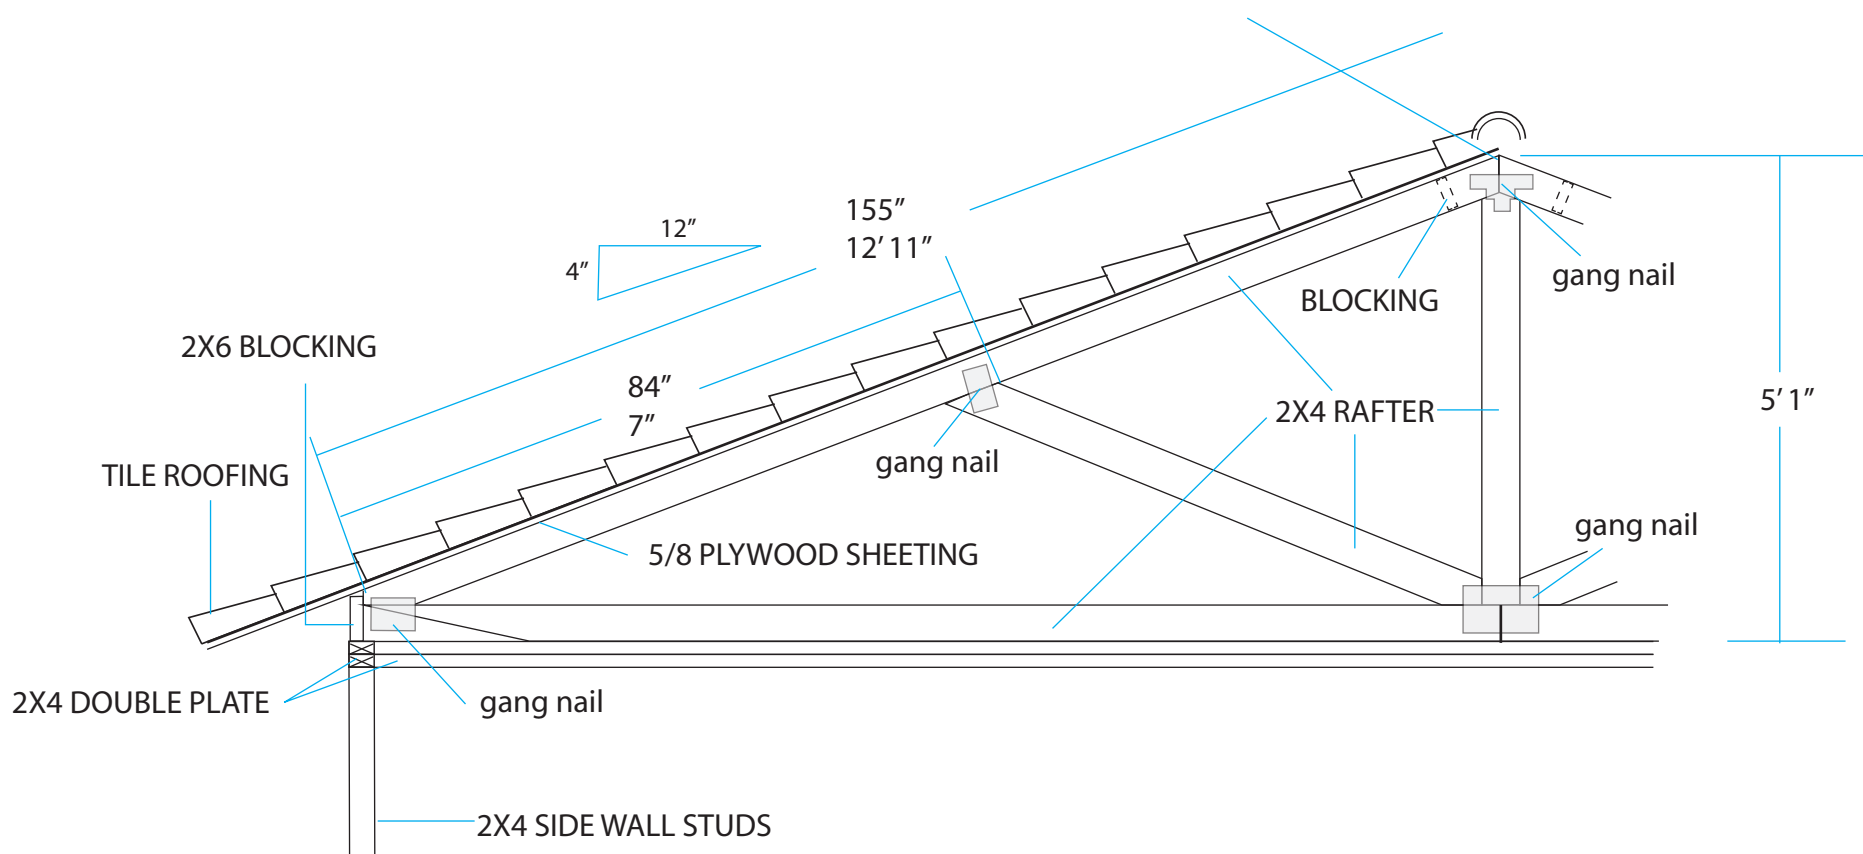 155”
12’ 11”
12”
4”
gang nail
BLOCKING
2X6 BLOCKING
84”
7”
2X4 RAFTER
5’ 1”
gang nail
TILE ROOFING
gang nail
5/8 PLYWOOD SHEETING
2X4 DOUBLE PLATE
gang nail
2X4 SIDE WALL STUDS